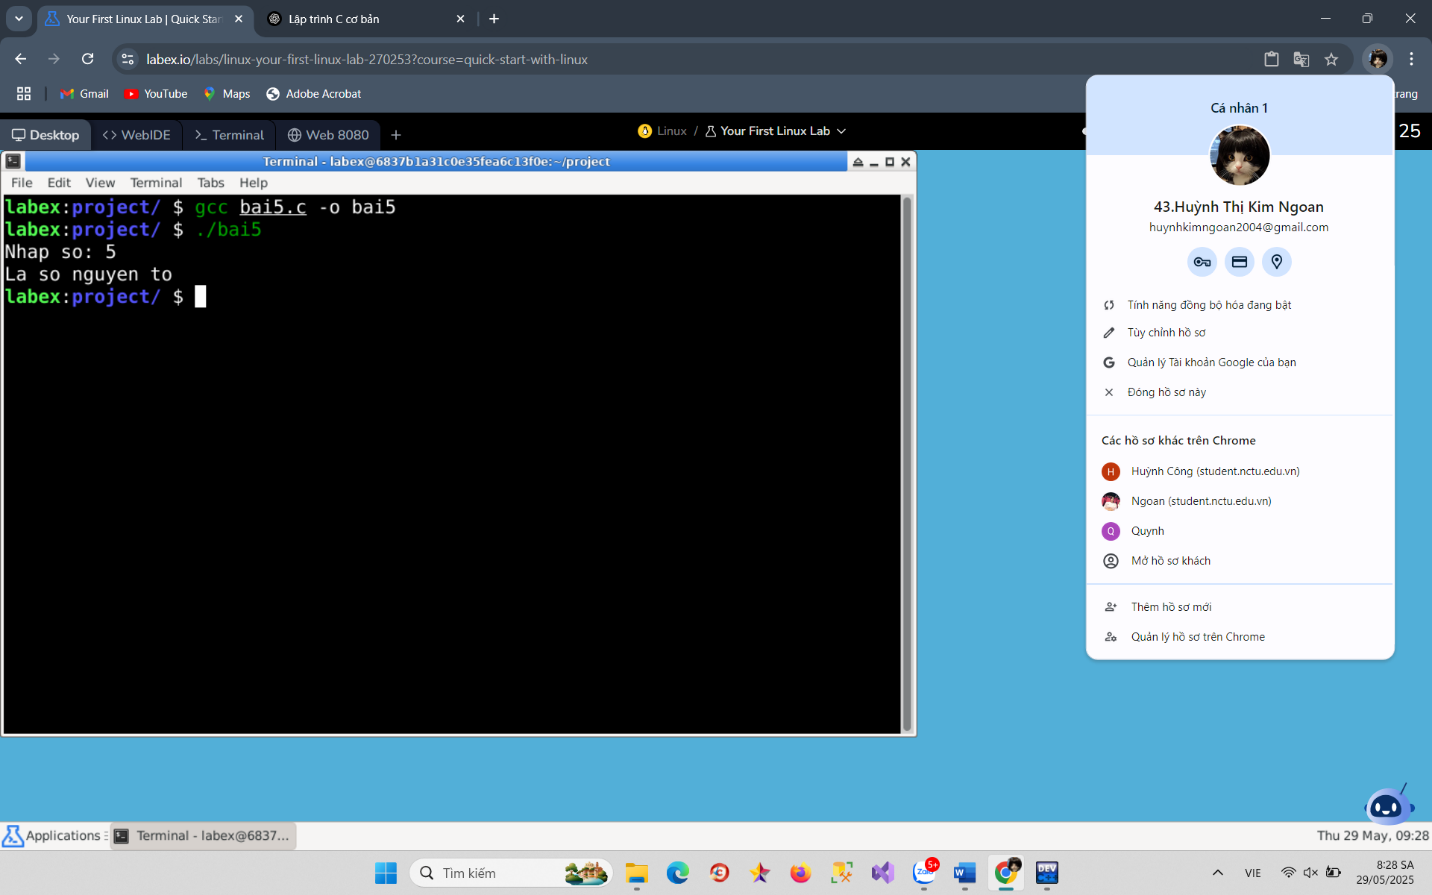 Your First Linux Lab | Quick Star
Lập trình C cơ bản
labex.io/labs/linux-your-first-linux-lab-270253?course=quick-start-with-linux
Gmail
YouTube
Maps
Adobe Acrobat
trang
Desktop
WebIDE
Terminal
Web 8080
Linux / Your First Linux Lab
25
Terminal - labex@6837b1a31c0e35fea6c13f0e:~/project
File Edit View Terminal Tabs Help
labex:project/ $ gcc bai5.c -o bai5
labex:project/ $ ./bai5
Nhap so: 5
La so nguyen to
labex:project/ $
Cá nhân 1
43.Huỳnh Thị Kim Ngoan
huynhkimngoan2004@gmail.com
Tính năng đồng bộ hóa đang bật
Tùy chỉnh hồ sơ
Quản lý Tài khoản Google của bạn
Đóng hồ sơ này
Các hồ sơ khác trên Chrome
H
Huỳnh Công (student.nctu.edu.vn)
Ngoan (student.nctu.edu.vn)
Q
Quynh
Mở hồ sơ khách
Thêm hồ sơ mới
Quản lý hồ sơ trên Chrome
Applications
Terminal - labex@6837...
Thu 29 May, 09:28
Tìm kiếm
Zalo
5+
W
DEV
VIE
8:28 SA
29/05/2025